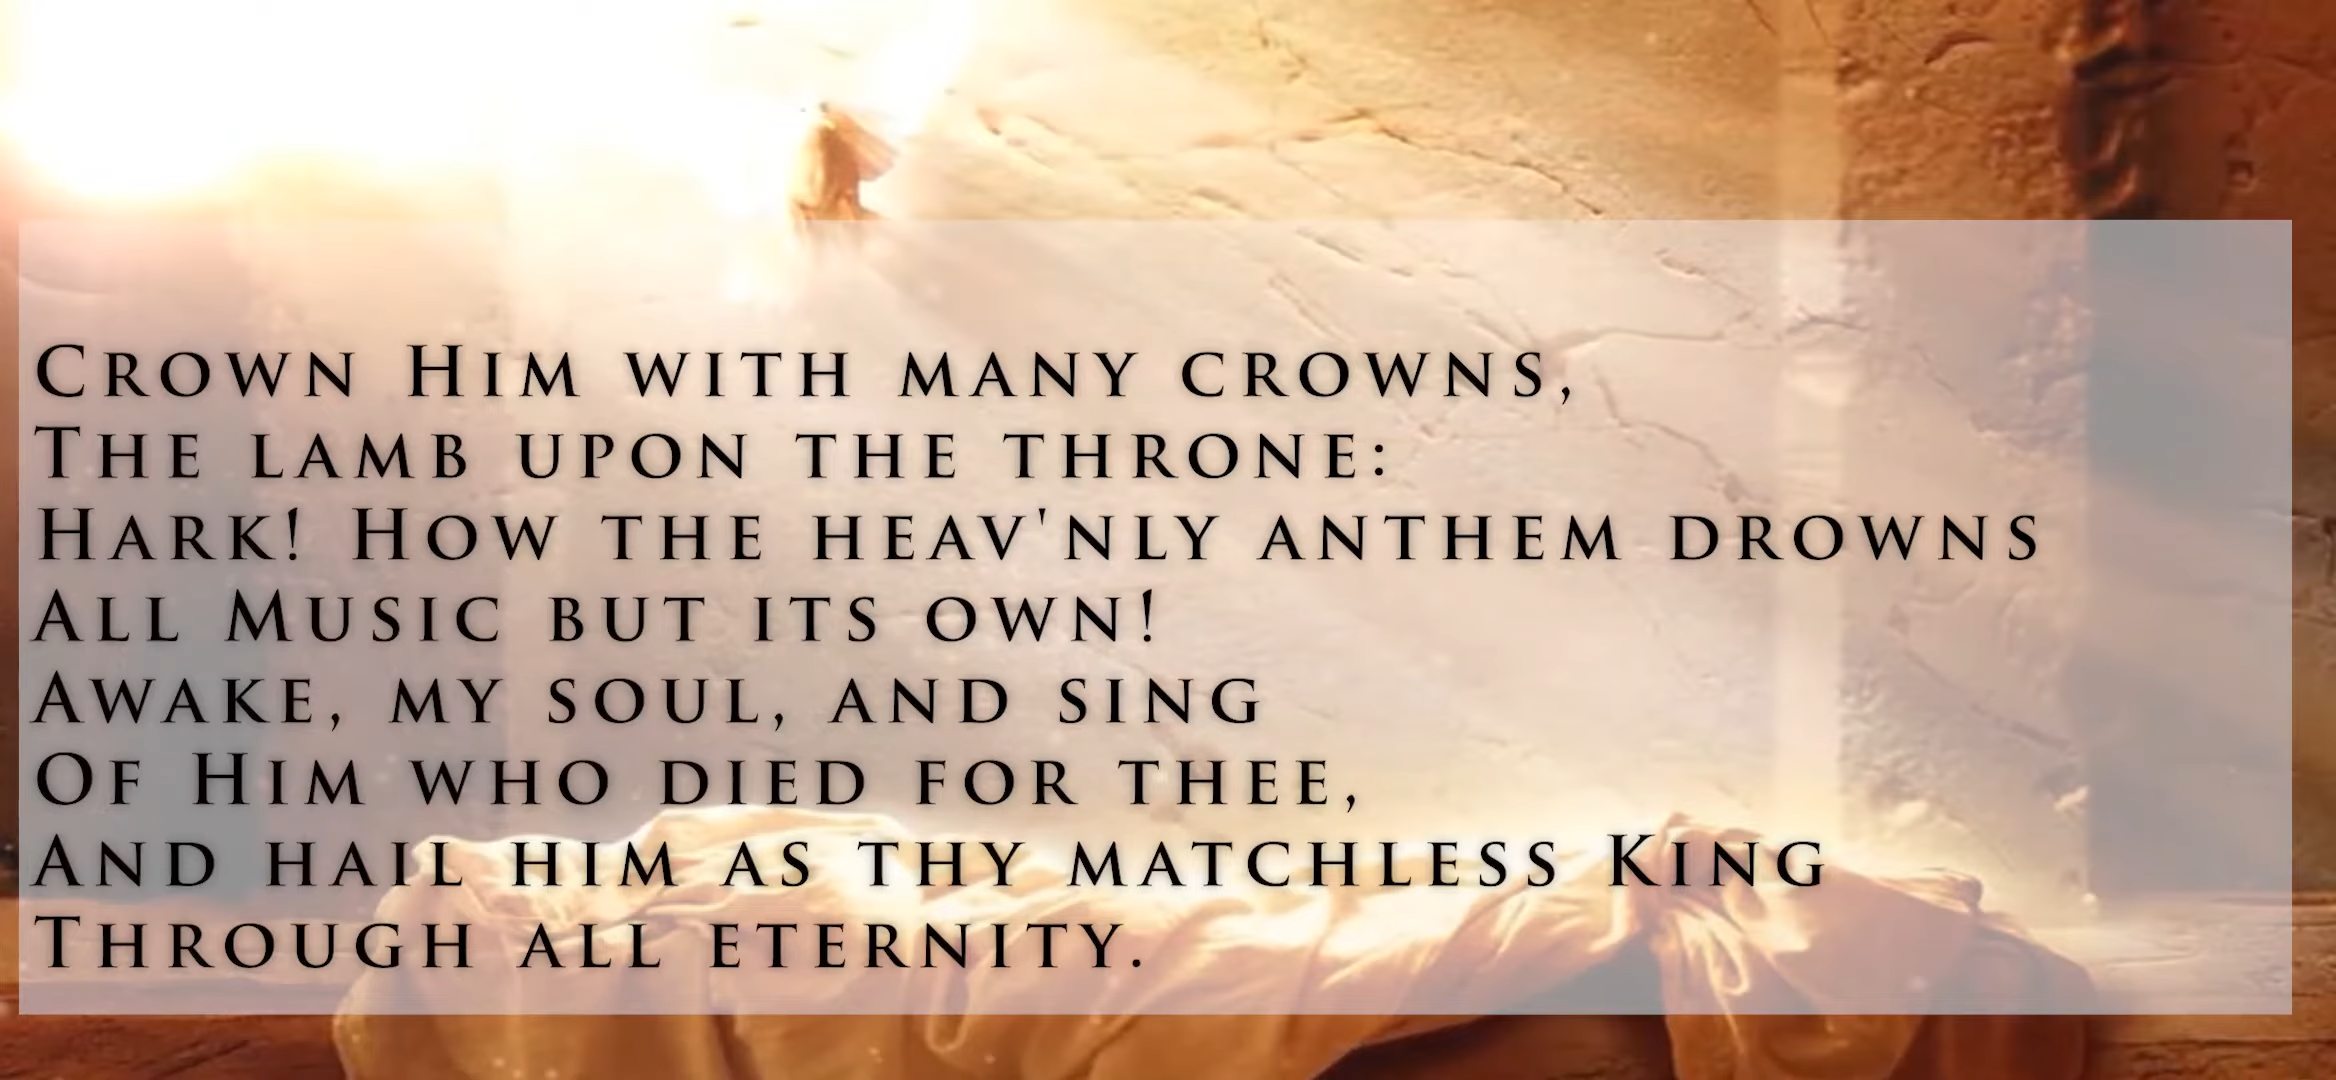 Crown Him with many crowns,
The lamb upon the throne:
Hark! How the heav'nly anthem drowns
All Music but its own!
Awake, my soul, and sing
Of Him who died for thee,
And hail him as thy matchless King
Through all eternity.